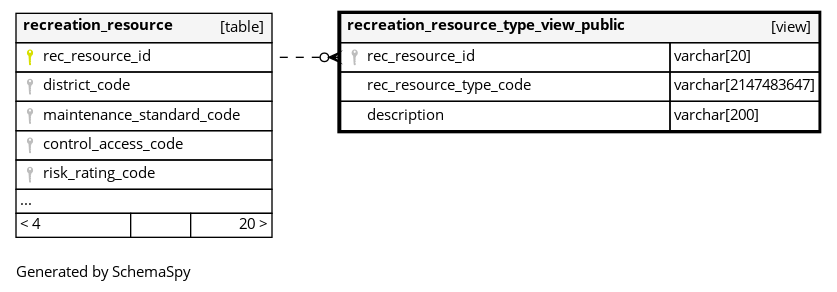 recreation_resource [table]
rec_resource_id
district_code
maintenance_standard_code
control_access_code
risk_rating_code
...
< 4 20 >
recreation_resource_type_view_public [view]
rec_resource_id varchar[20]
rec_resource_type_code varchar[2147483647]
description varchar[200]
Generated by SchemaSpy